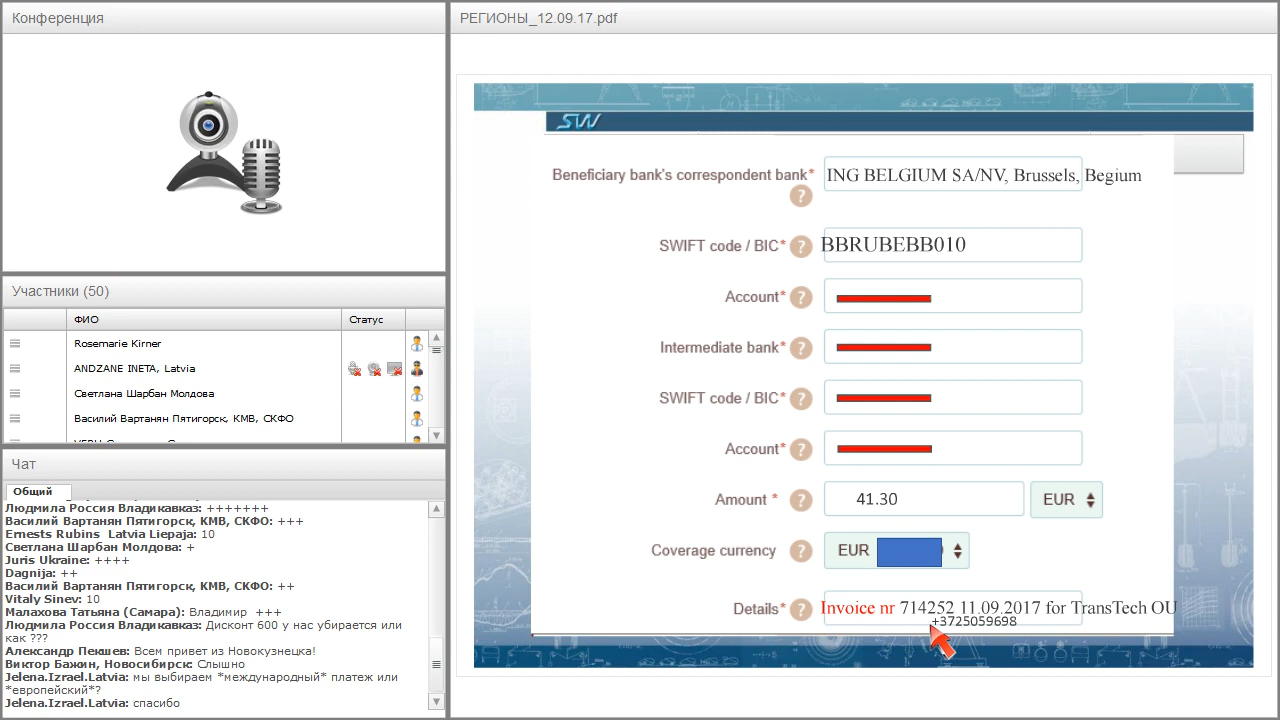 Конференция
Участники (50)
ФИО
Статус
Rosemarie Kirner
ANDZANE INETA, Latvia
Светлана Шарбан Молдова
Василий Вартанян Пятигорск, КМВ, СКФО
Чат
Общий
Людмила Россия Владикавказ: +++++++
Василий Вартанян Пятигорск, КМВ, СКФО: +++
Ernests Rubins Latvia Liepaja: 10
Светлана Шарбан Молдова: +
Juris Ukraine: ++++
Dagnija: ++
Василий Вартанян Пятигорск, КМВ, СКФО: ++
Vitaly Sinev: 10
Малахова Татьяна (Самара): Владимир +++
Людмила Россия Владикавказ: Дисконт 600 у нас убирается или
как ???
Александр Пекшев: Всем привет из Новокузнецка!
Виктор Бажин, Новосибирск: Слышно
Jelena.Izrael.Latvia: мы выбираем *международный* платеж или
*европейский*?
Jelena.Izrael.Latvia: спасибо
РЕГИОНЫ_12.09.17.pdf
SW
Beneficiary bank's correspondent bank* ING BELGIUM SA/NV, Brussels, Begium
?
SWIFT code / BIC* ? BBRUBEBB010
Account* ?
Intermediate bank* ?
SWIFT code / BIC* ?
Account* ?
Amount * ? 41.30 EUR
Coverage currency ? EUR
Details* ? Invoice nr 714252 11.09.2017 for TransTech OU
+3725059698